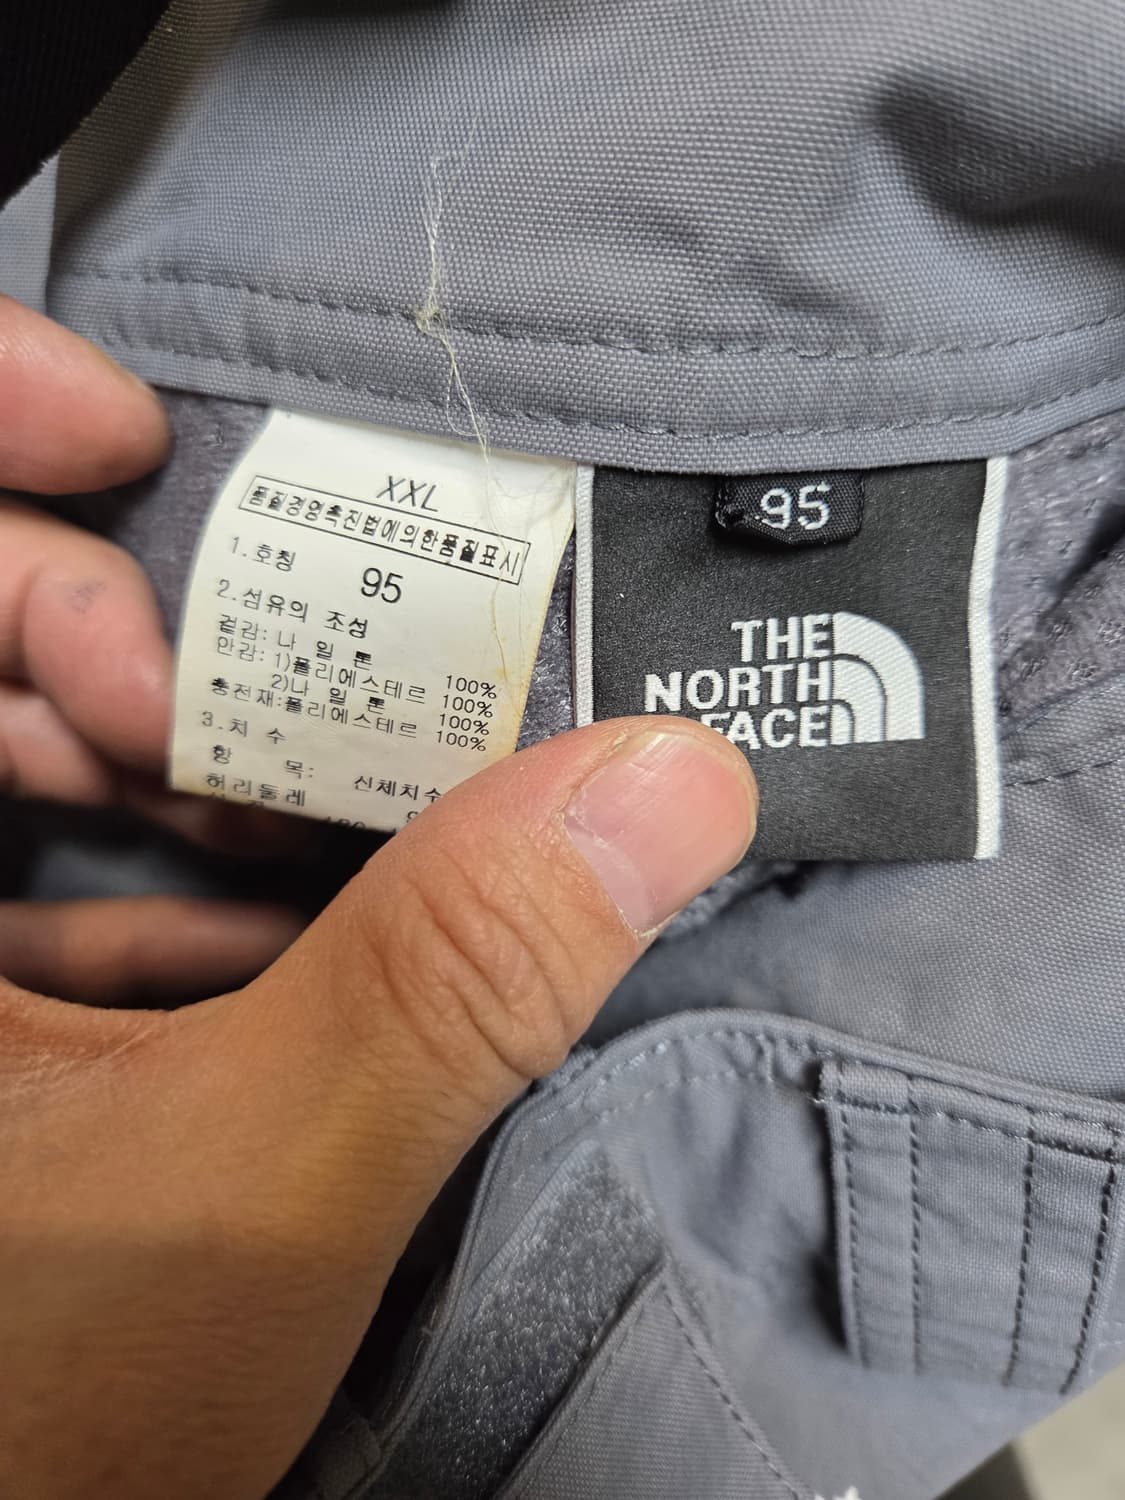 XXL
품질경영촉진법에의한품질표시
1.호칭
95
2.섬유의 조성
겉감: 나 일 론 100%
안감: 1)폴리에스테르 100%
2)나 일 론 100%
충전재:폴리에스테르 100%
3.치 수
항 목: 신체치수
허리둘레
95
THE
NORTH
FACE